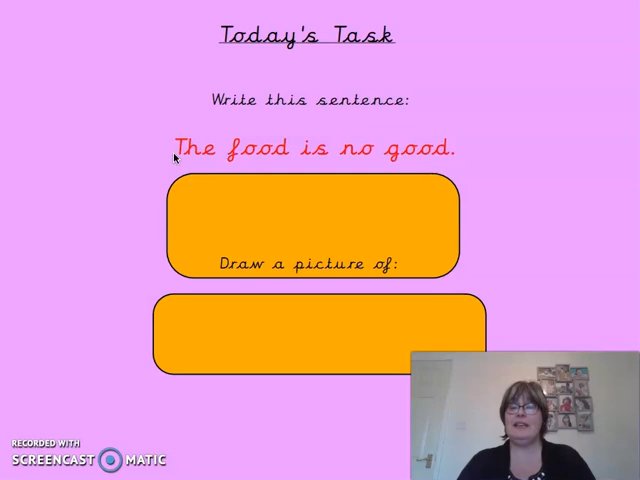 Today's Task
Write this sentence:
The food is no good.
Draw a picture of:
RECORDED WITH
SCREENCAST MATIC